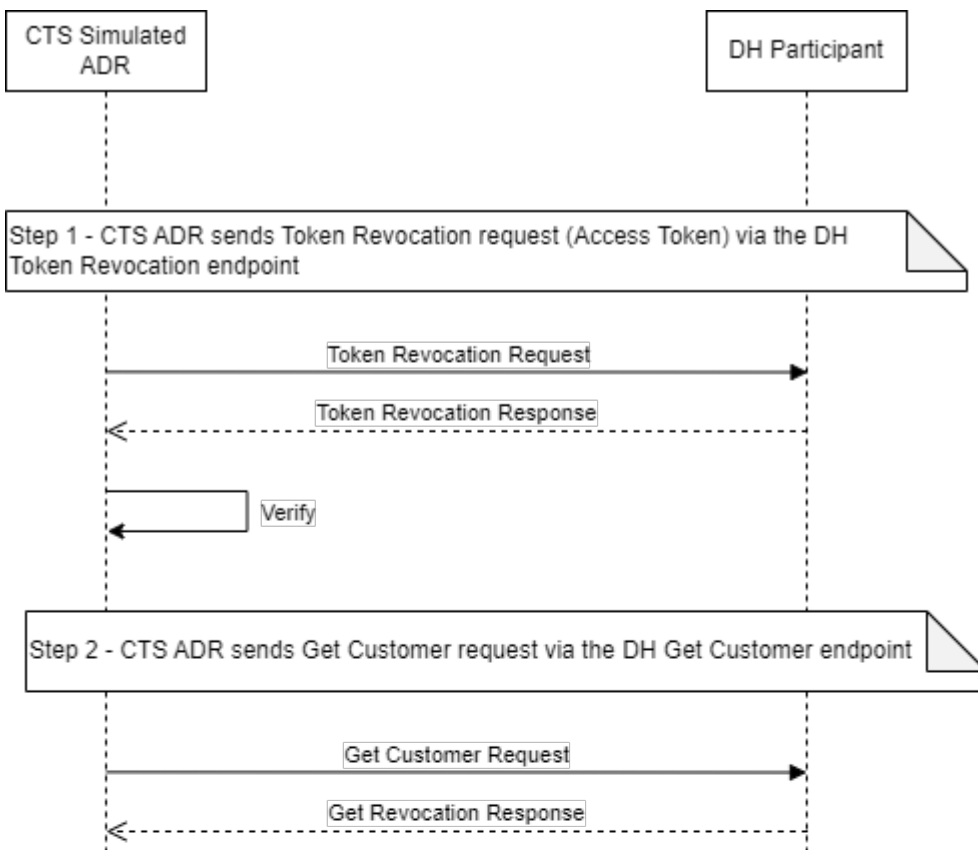 CTS Simulated
ADR
DH Participant
Step 1 - CTS ADR sends Token Revocation request (Access Token) via the DH
Token Revocation endpoint
Token Revocation Request
Token Revocation Response
Verify
Step 2 - CTS ADR sends Get Customer request via the DH Get Customer endpoint
Get Customer Request
Get Revocation Response